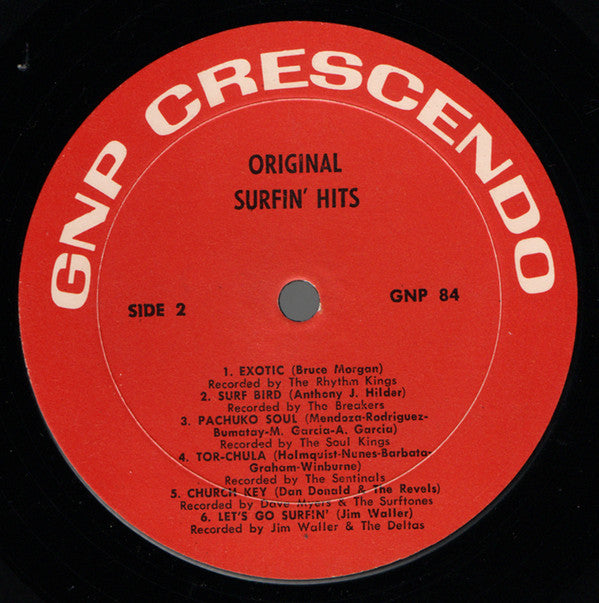 GNP CRESCENDO
ORIGINAL
SURFIN' HITS
SIDE 2
GNP 84
1. EXOTIC (Bruce Morgan)
Recorded by The Rhythm Kings
2. SURF BIRD (Anthony J. Hilder)
Recorded by The Breakers
3. PACHUKO SOUL (Mendoza-Rodriguez-
Bumatay-M. Garcia-A. Garcia)
Recorded by The Soul Kings
4. TOR-CHULA (Holmquist-Nunes-Barbata-
Graham-Winburne)
Recorded by The Sentinals
5. CHURCH KEY (Dan Donald & The Revels)
Recorded by Dave Myers & The Surftones
6. LET'S GO SURFIN' (Jim Waller)
Recorded by Jim Waller & The Deltas